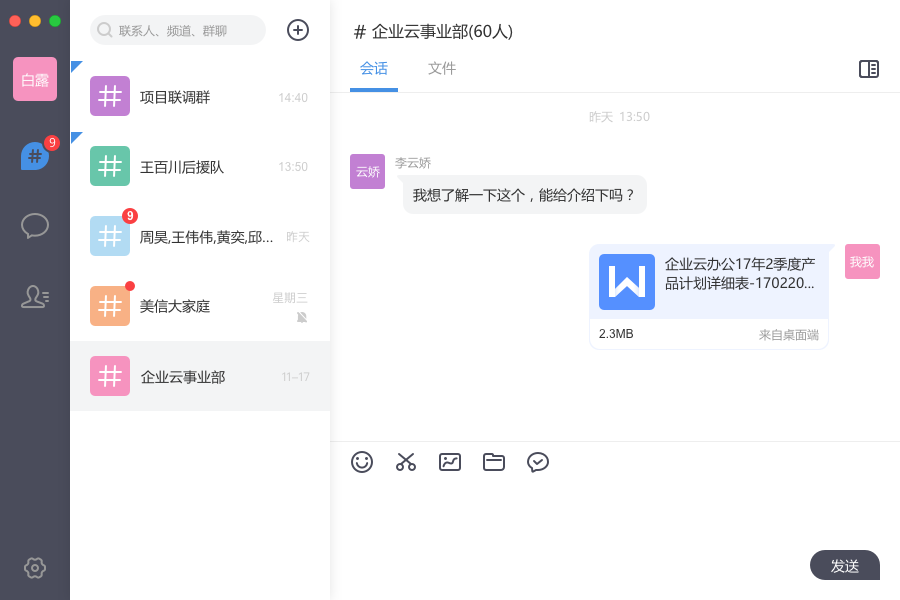 白露
9
联系人、频道、群聊
项目联调群
14:40
王百川后援队
13:50
9
周昊,王伟伟,黄奕,邱...
昨天
美信大家庭
星期三
企业云事业部
11-17
# 企业云事业部(60人)
会话
文件
昨天 13:50
云娇
李云娇
我想了解一下这个，能给介绍下吗？
企业云办公17年2季度产
品计划详细表-170220...
2.3MB
来自桌面端
我我
发送